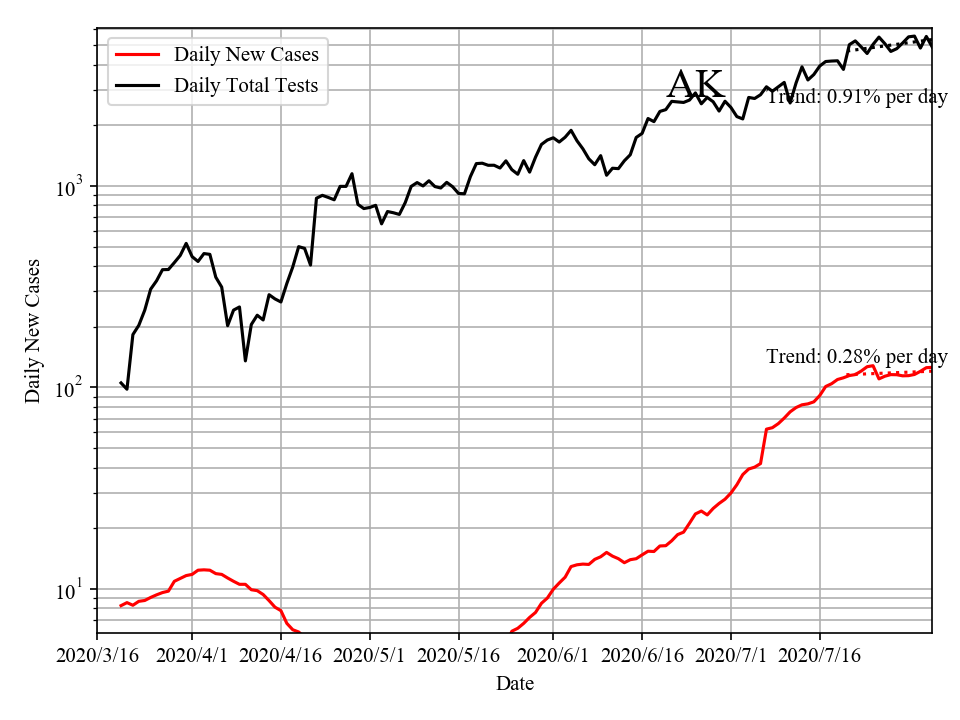 Daily New Cases
Daily Total Tests
AK
Trend: 0.91% per day
Trend: 0.28% per day
10³
10²
10¹
Daily New Cases
2020/3/16 2020/4/1 2020/4/16 2020/5/1 2020/5/16 2020/6/1 2020/6/16 2020/7/1 2020/7/16
Date